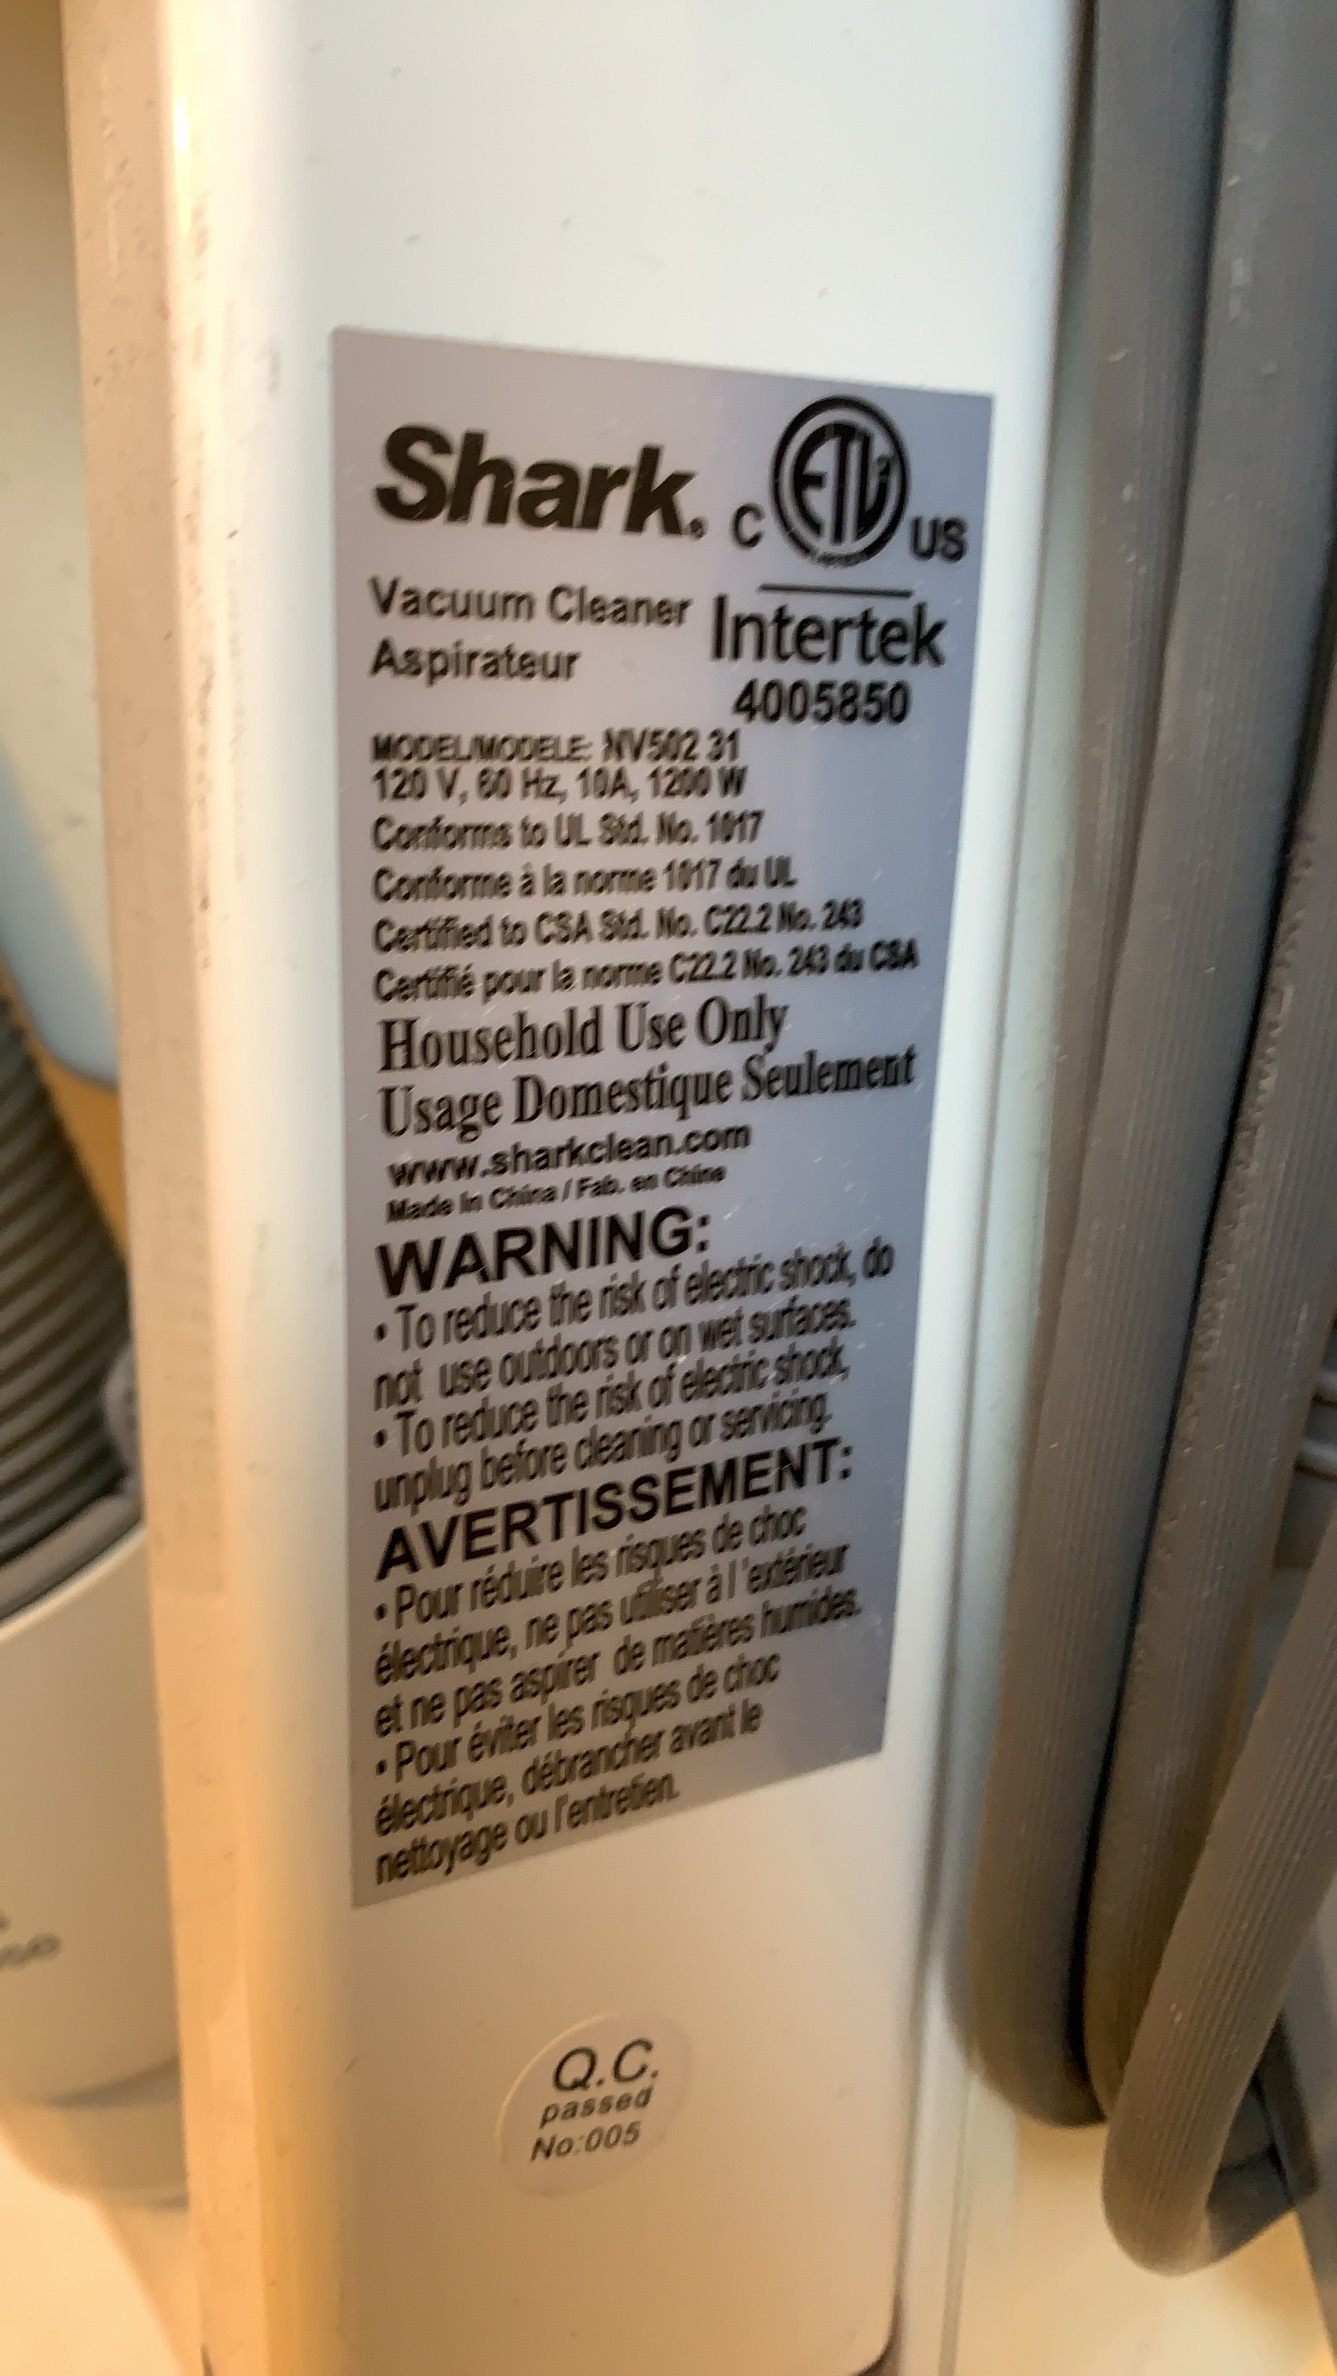 Shark®
C ETL US
Vacuum Cleaner
Aspirateur
Intertek
4005850
MODEL/MODELE: NV502 31
120 V, 60 Hz, 10A, 1200 W
Conforms to UL Std. No. 1017
Conforme à la norme 1017 du UL
Certified to CSA Std. No. C22.2 No. 243
Certifié pour la norme C22.2 No. 243 du CSA
Household Use Only
Usage Domestique Seulement
www.sharkclean.com
Made in China / Fab. en Chine
WARNING:
• To reduce the risk of electric shock, do
not use outdoors or on wet surfaces.
• To reduce the risk of electric shock,
unplug before cleaning or servicing.
AVERTISSEMENT:
• Pour réduire les risques de choc
électrique, ne pas utiliser à l'extérieur
et ne pas aspirer de matières humides.
• Pour éviter les risques de choc
électrique, débrancher avant le
nettoyage ou l'entretien.
Q.C.
passed
No:005